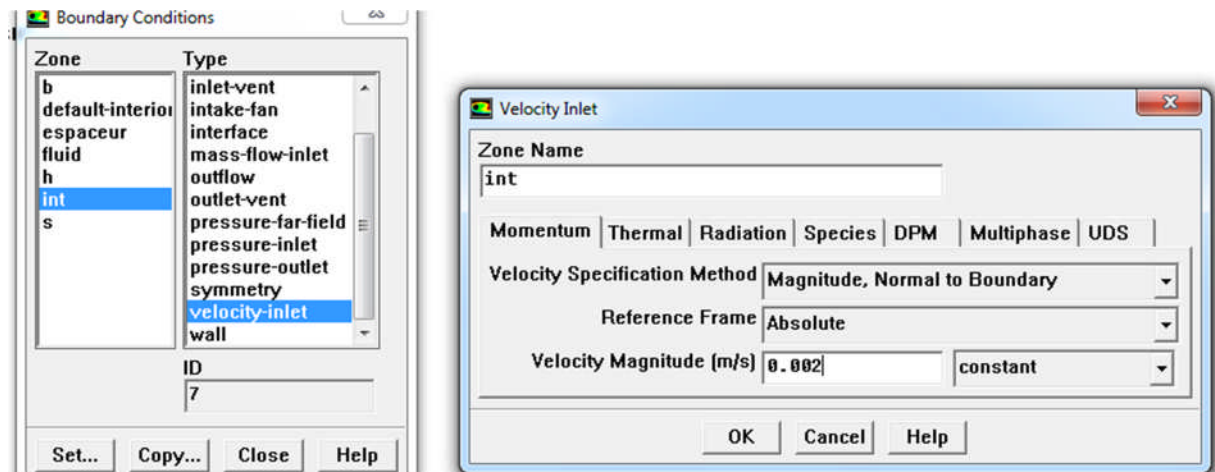 Boundary Conditions
Zone Type
b
default-interior
espaceur
fluid
h
int
s
inlet-vent
intake-fan
interface
mass-flow-inlet
outflow
outlet-vent
pressure-far-field
pressure-inlet
pressure-outlet
symmetry
velocity-inlet
wall
ID
7
Set... Copy... Close Help
Velocity Inlet
Zone Name
int
Momentum Thermal Radiation Species DPM Multiphase UDS
Velocity Specification Method Magnitude, Normal to Boundary
Reference Frame Absolute
Velocity Magnitude (m/s) 0.002 constant
OK Cancel Help